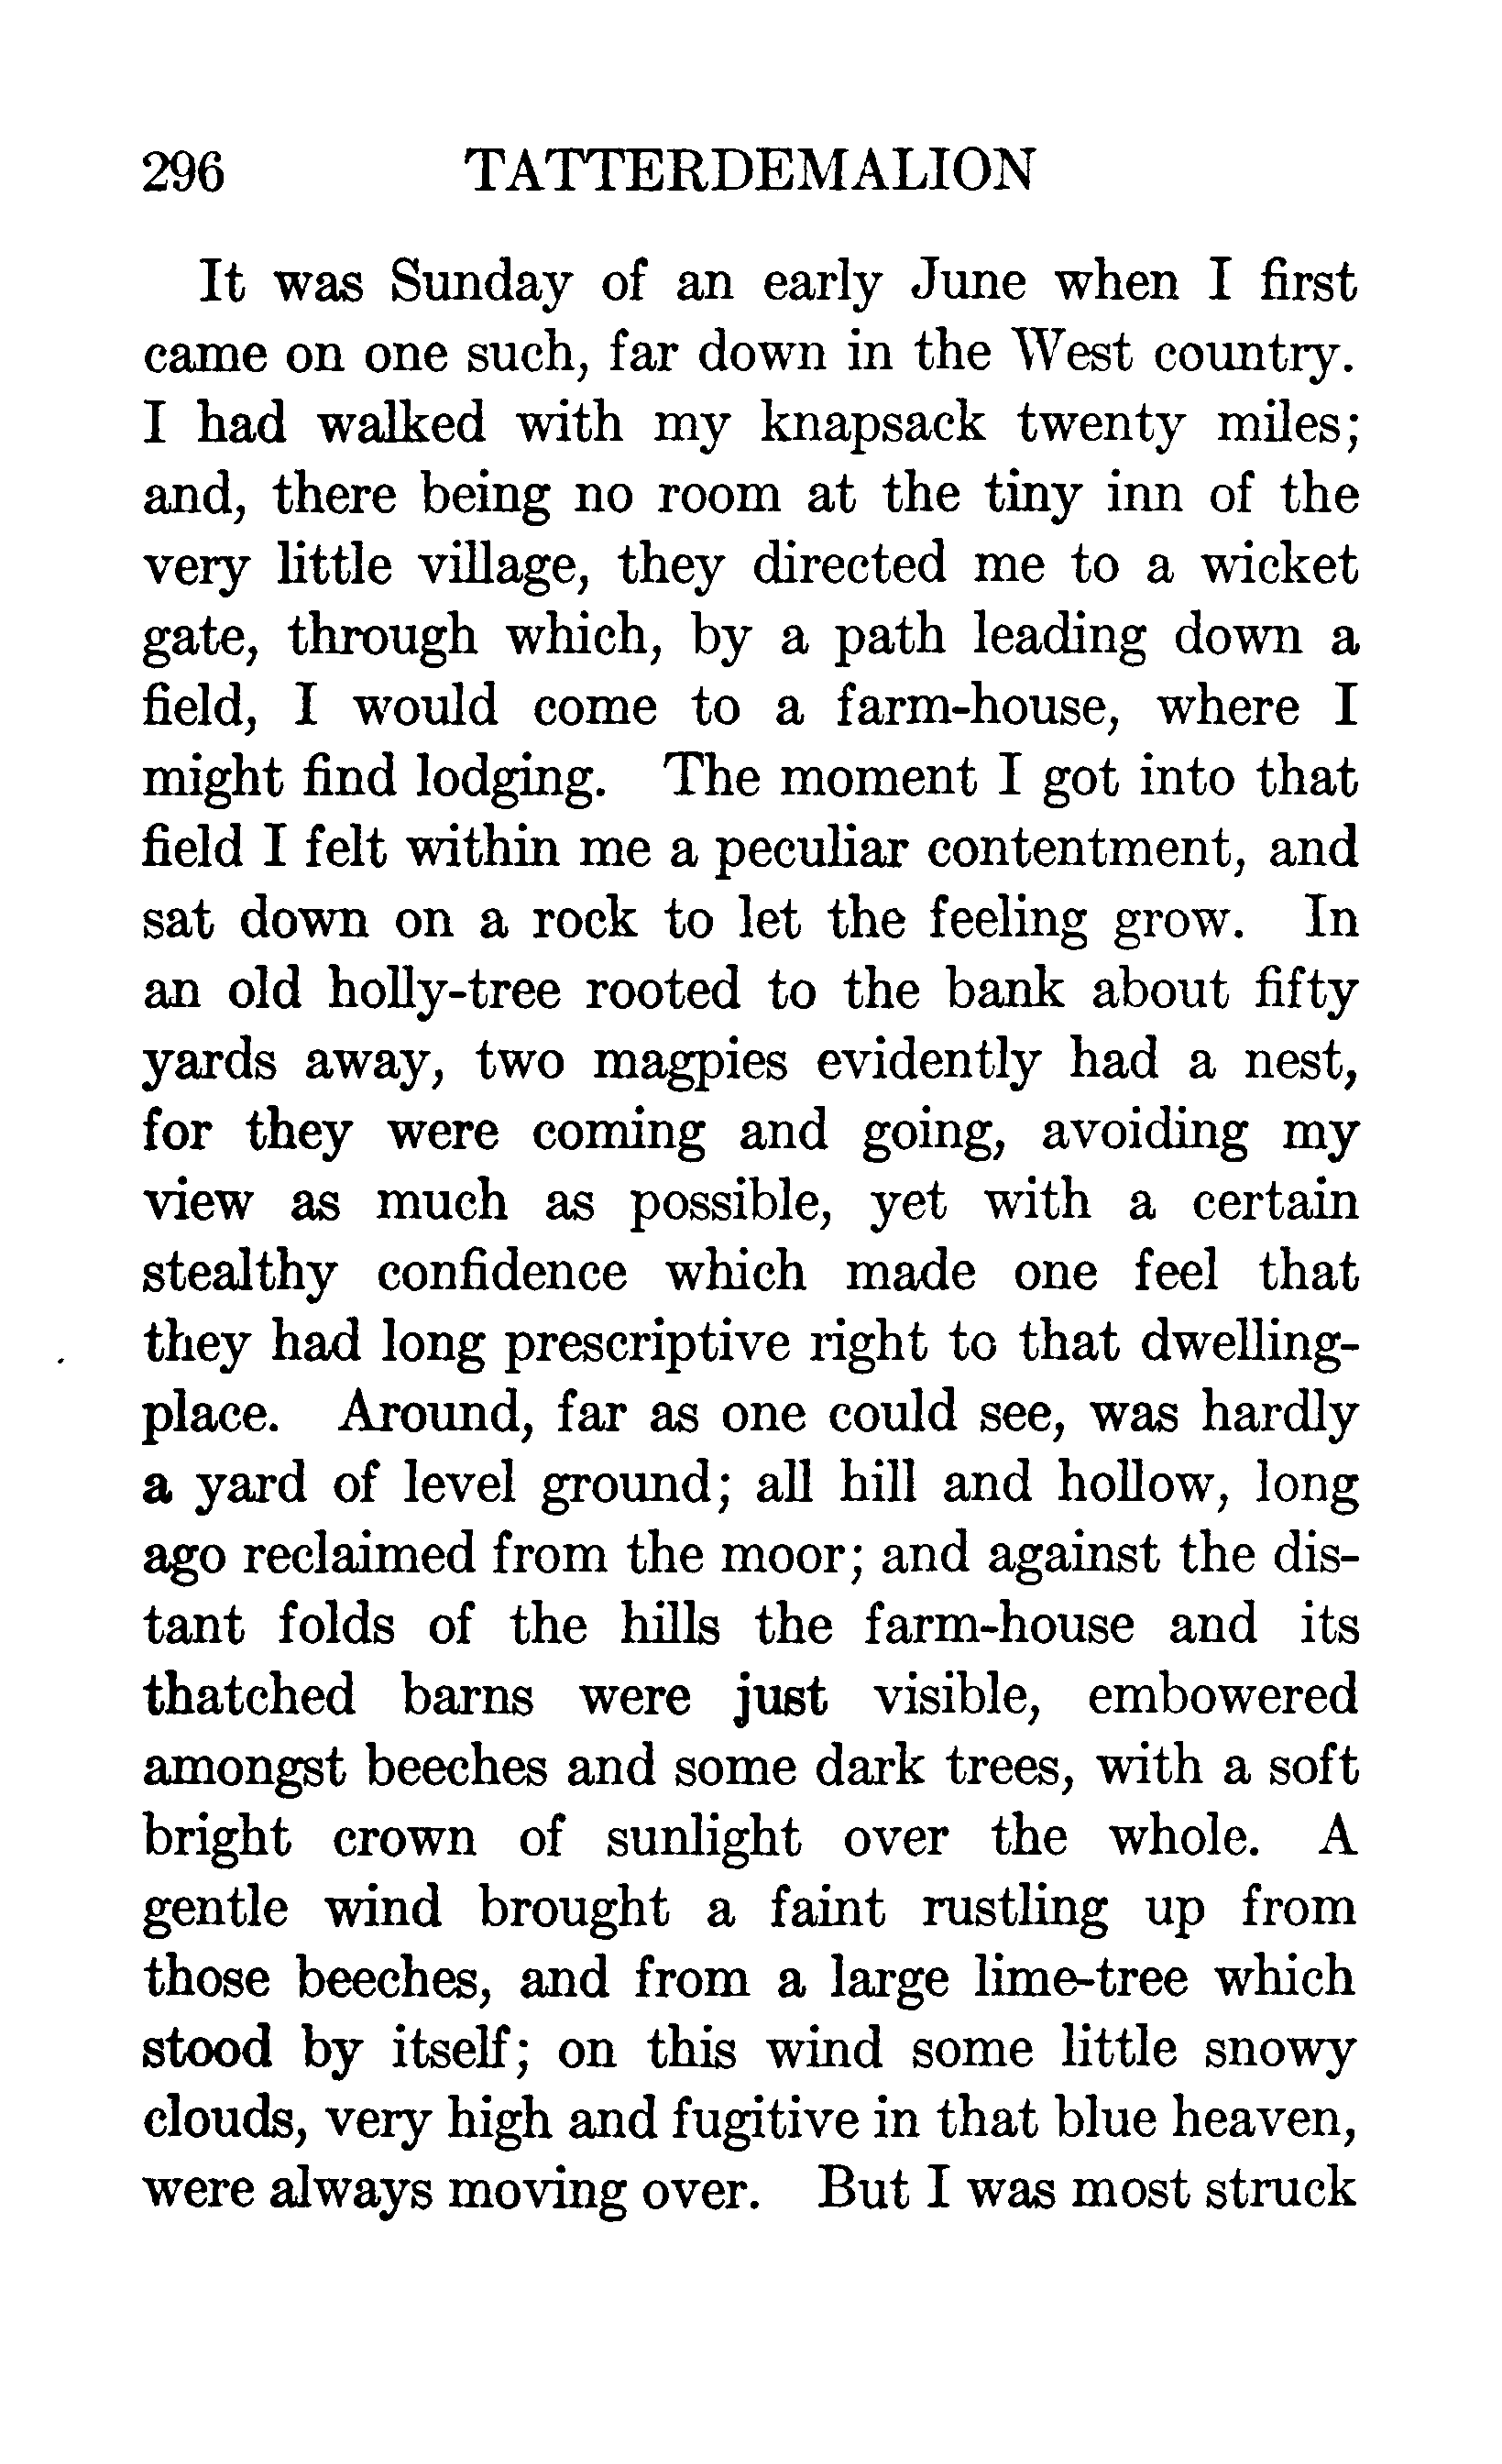 296 TATTERDEMALION
It was Sunday of an early June when I first
came on one such, far down in the West country.
I had walked with my knapsack twenty miles;
and, there being no room at the tiny inn of the
very little village, they directed me to a wicket
gate, through which, by a path leading down a
field, I would come to a farm-house, where I
might find lodging. The moment I got into that
field I felt within me a peculiar contentment, and
sat down on a rock to let the feeling grow. In
an old holly-tree rooted to the bank about fifty
yards away, two magpies evidently had a nest,
for they were coming and going, avoiding my
view as much as possible, yet with a certain
stealthy confidence which made one feel that
they had long prescriptive right to that dwelling-
place. Around, far as one could see, was hardly
a yard of level ground; all hill and hollow, long
ago reclaimed from the moor; and against the dis-
tant folds of the hills the farm-house and its
thatched barns were just visible, embowered
amongst beeches and some dark trees, with a soft
bright crown of sunlight over the whole. A
gentle wind brought a faint rustling up from
those beeches, and from a large lime-tree which
stood by itself; on this wind some little snowy
clouds, very high and fugitive in that blue heaven,
were always moving over. But I was most struck